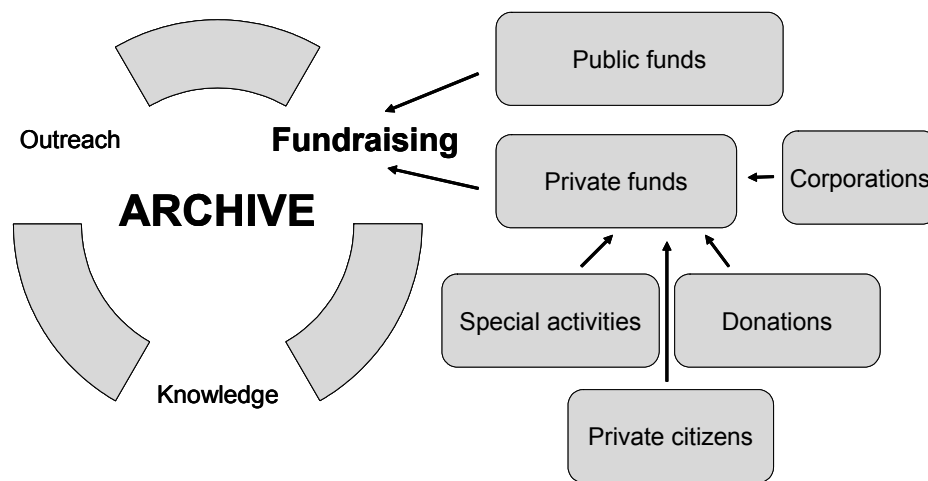 Public funds
Outreach
Fundraising
Private funds
Corporations
ARCHIVE
Special activities
Donations
Knowledge
Private citizens